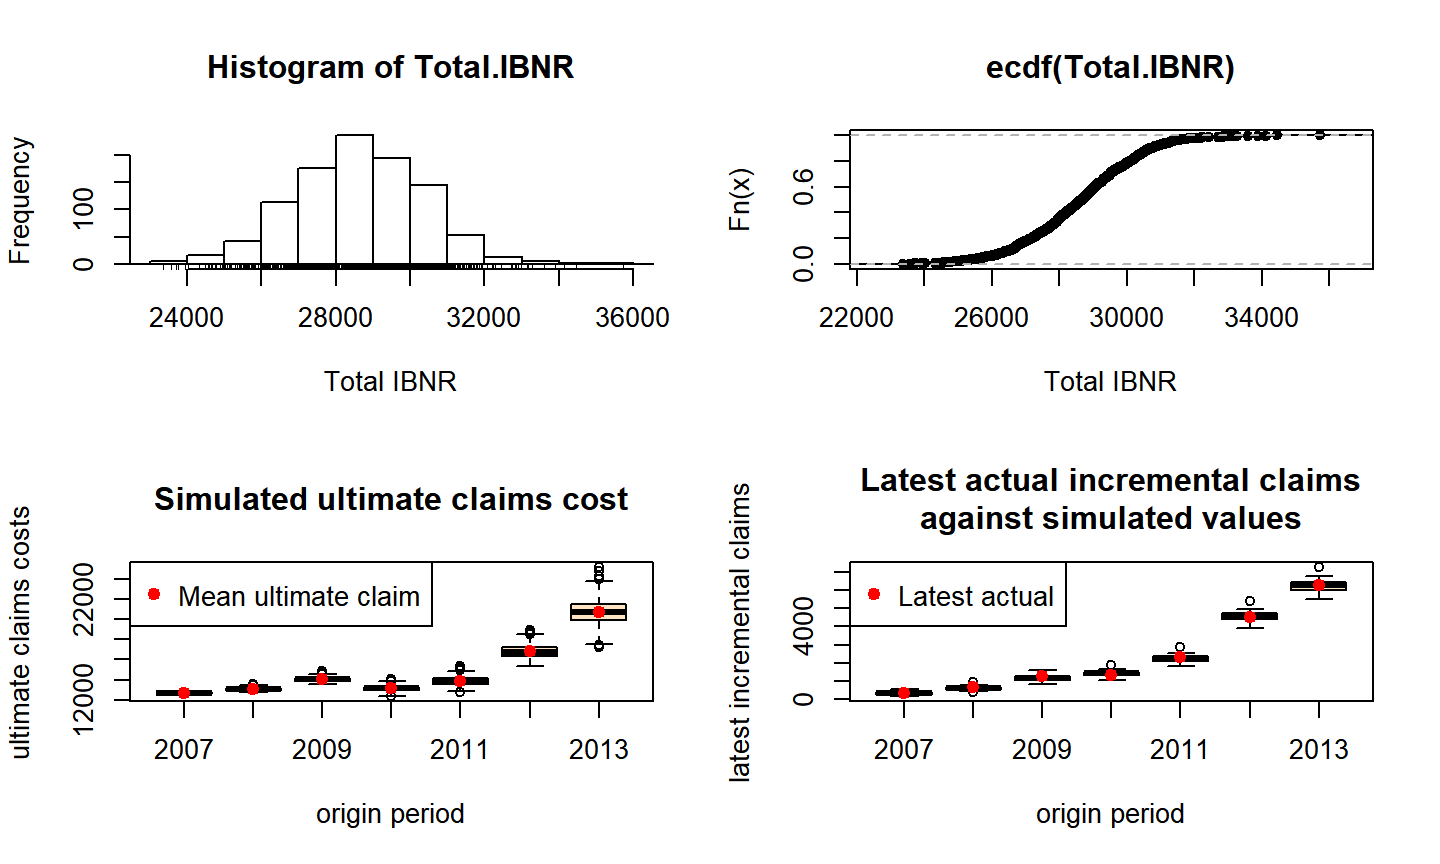 Histogram of Total.IBNR
Frequency
0
100
24000
28000
32000
36000
Total IBNR
ecdf(Total.IBNR)
Fn(x)
0.0
0.6
22000
26000
30000
34000
Total IBNR
Simulated ultimate claims cost
ultimate claims costs
12000
22000
Mean ultimate claim
2007
2009
2011
2013
origin period
Latest actual incremental claims
against simulated values
latest incremental claims
0
4000
Latest actual
2007
2009
2011
2013
origin period